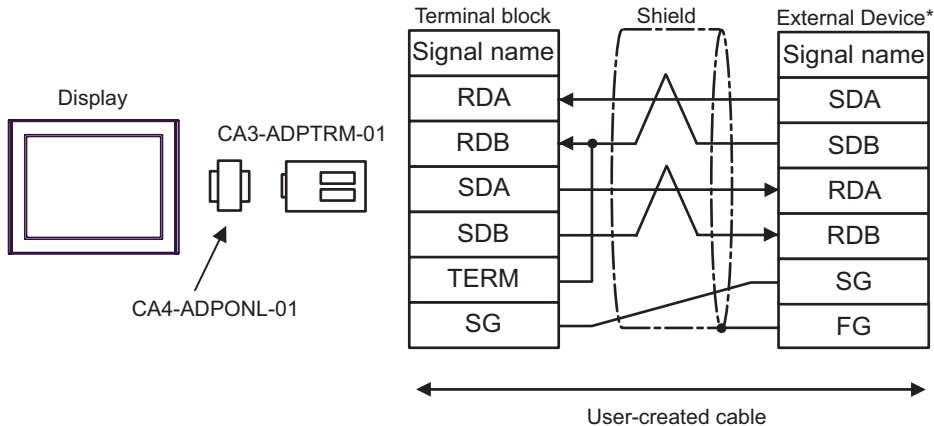 Display
CA3-ADPTRM-01
CA4-ADPONL-01
Terminal block
Signal name
RDA
RDB
SDA
SDB
TERM
SG
Shield
External Device*
Signal name
SDA
SDB
RDA
RDB
SG
FG
User-created cable